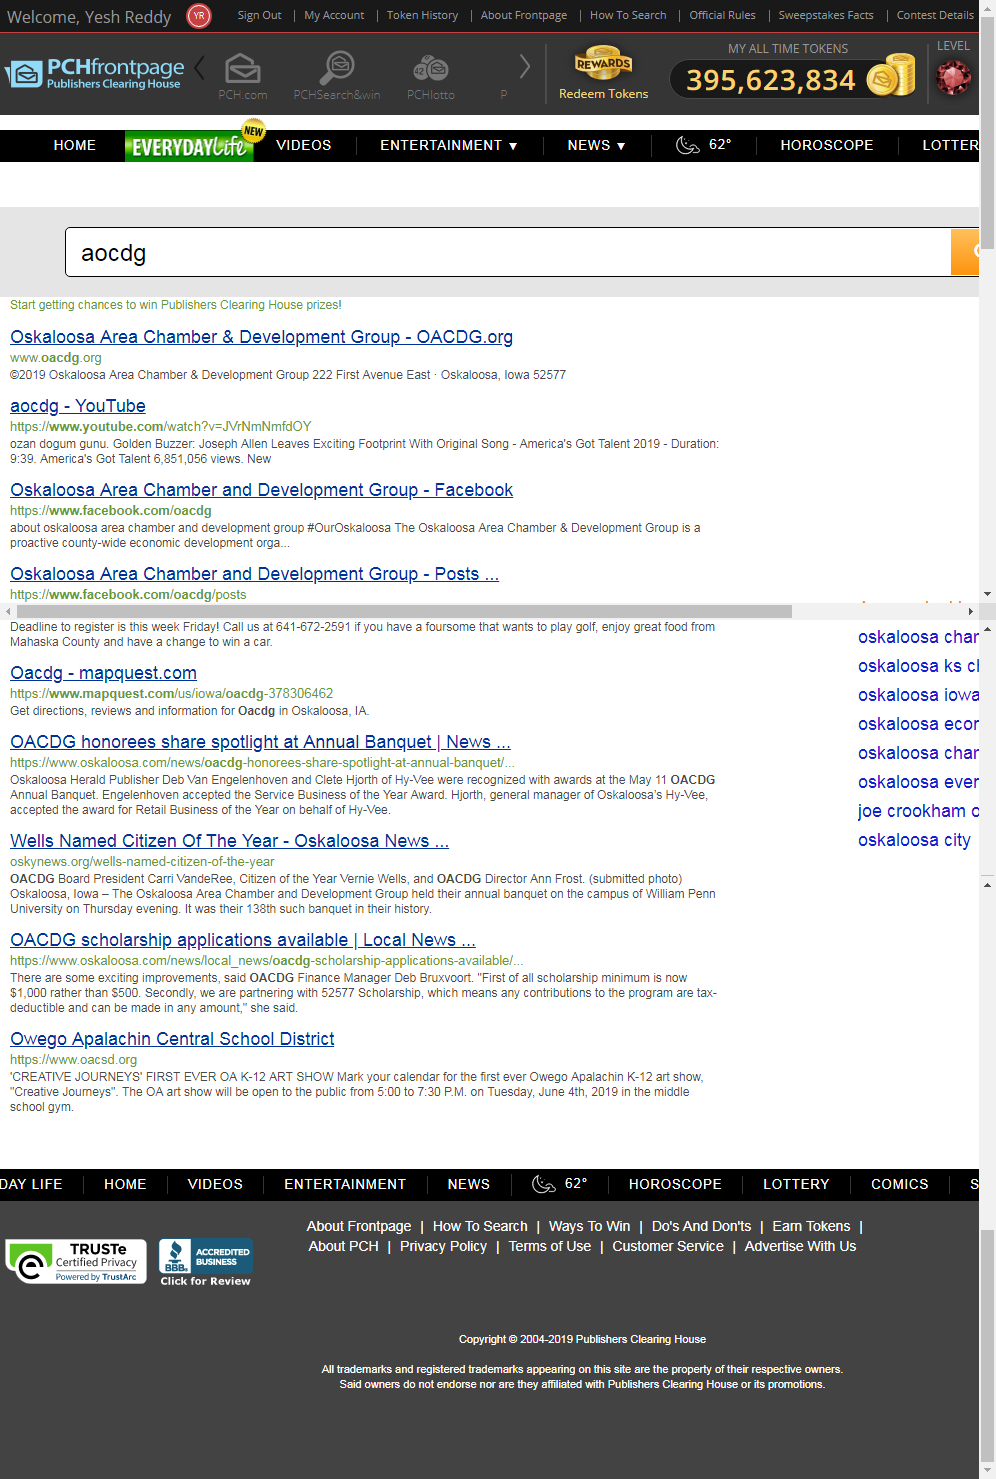 Welcome, Yesh Reddy YR Sign Out | My Account | Token History | About Frontpage | How To Search | Official Rules | Sweepstakes Facts | Contest Details
PCHfrontpage
Publishers Clearing House
PCH.com PCHSearch&win PCHlotto P
REWARDS
Redeem Tokens
MY ALL TIME TOKENS
395,623,834
LEVEL
HOME EVERYDAY Life NEW VIDEOS ENTERTAINMENT ▼ NEWS ▼ 62° HOROSCOPE LOTTER
aocdg
Start getting chances to win Publishers Clearing House prizes!
Oskaloosa Area Chamber & Development Group - OACDG.org
www.oacdg.org
©2019 Oskaloosa Area Chamber & Development Group 222 First Avenue East · Oskaloosa, Iowa 52577
aocdg - YouTube
https://www.youtube.com/watch?v=JVrNmNmfdOY
ozan dogum gunu. Golden Buzzer: Joseph Allen Leaves Exciting Footprint With Original Song - America's Got Talent 2019 - Duration:
9:39. America's Got Talent 6,851,056 views. New
Oskaloosa Area Chamber and Development Group - Facebook
https://www.facebook.com/oacdg
about oskaloosa area chamber and development group #OurOskaloosa The Oskaloosa Area Chamber & Development Group is a
proactive county-wide economic development orga...
Oskaloosa Area Chamber and Development Group - Posts ...
https://www.facebook.com/oacdg/posts
Deadline to register is this week Friday! Call us at 641-672-2591 if you have a foursome that wants to play golf, enjoy great food from
Mahaska County and have a change to win a car.
Oacdg - mapquest.com
https://www.mapquest.com/us/iowa/oacdg-378306462
Get directions, reviews and information for Oacdg in Oskaloosa, IA.
OACDG honorees share spotlight at Annual Banquet | News ...
https://www.oskaloosa.com/news/oacdg-honorees-share-spotlight-at-annual-banquet/...
Oskaloosa Herald Publisher Deb Van Engelenhoven and Clete Hjorth of Hy-Vee were recognized with awards at the May 11 OACDG
Annual Banquet. Engelenhoven accepted the Service Business of the Year Award. Hjorth, general manager of Oskaloosa's Hy-Vee,
accepted the award for Retail Business of the Year on behalf of Hy-Vee.
Wells Named Citizen Of The Year - Oskaloosa News ...
oskynews.org/wells-named-citizen-of-the-year
OACDG Board President Carri VandeRee, Citizen of the Year Vernie Wells, and OACDG Director Ann Frost. (submitted photo)
Oskaloosa, Iowa – The Oskaloosa Area Chamber and Development Group held their annual banquet on the campus of William Penn
University on Thursday evening. It was their 138th such banquet in their history.
OACDG scholarship applications available | Local News ...
https://www.oskaloosa.com/news/local_news/oacdg-scholarship-applications-available/...
There are some exciting improvements, said OACDG Finance Manager Deb Bruxvoort. "First of all scholarship minimum is now
$1,000 rather than $500. Secondly, we are partnering with 52577 Scholarship, which means any contributions to the program are tax-
deductible and can be made in any amount," she said.
Owego Apalachin Central School District
https://www.oacsd.org
'CREATIVE JOURNEYS' FIRST EVER OA K-12 ART SHOW Mark your calendar for the first ever Owego Apalachin K-12 art show,
"Creative Journeys". The OA art show will be open to the public from 5:00 to 7:30 P.M. on Tuesday, June 4th, 2019 in the middle
school gym.
oskaloosa char
oskaloosa ks cl
oskaloosa iowa
oskaloosa ecor
oskaloosa char
oskaloosa ever
joe crookham o
oskaloosa city
DAY LIFE HOME VIDEOS ENTERTAINMENT NEWS 62° HOROSCOPE LOTTERY COMICS S
About Frontpage | How To Search | Ways To Win | Do's And Don'ts | Earn Tokens |
About PCH | Privacy Policy | Terms of Use | Customer Service | Advertise With Us
TRUSTe
Certified Privacy
Powered by TrustArc
BBB.
ACCREDITED
BUSINESS
Click for Review
Copyright © 2004-2019 Publishers Clearing House
All trademarks and registered trademarks appearing on this site are the property of their respective owners.
Said owners do not endorse nor are they affiliated with Publishers Clearing House or its promotions.